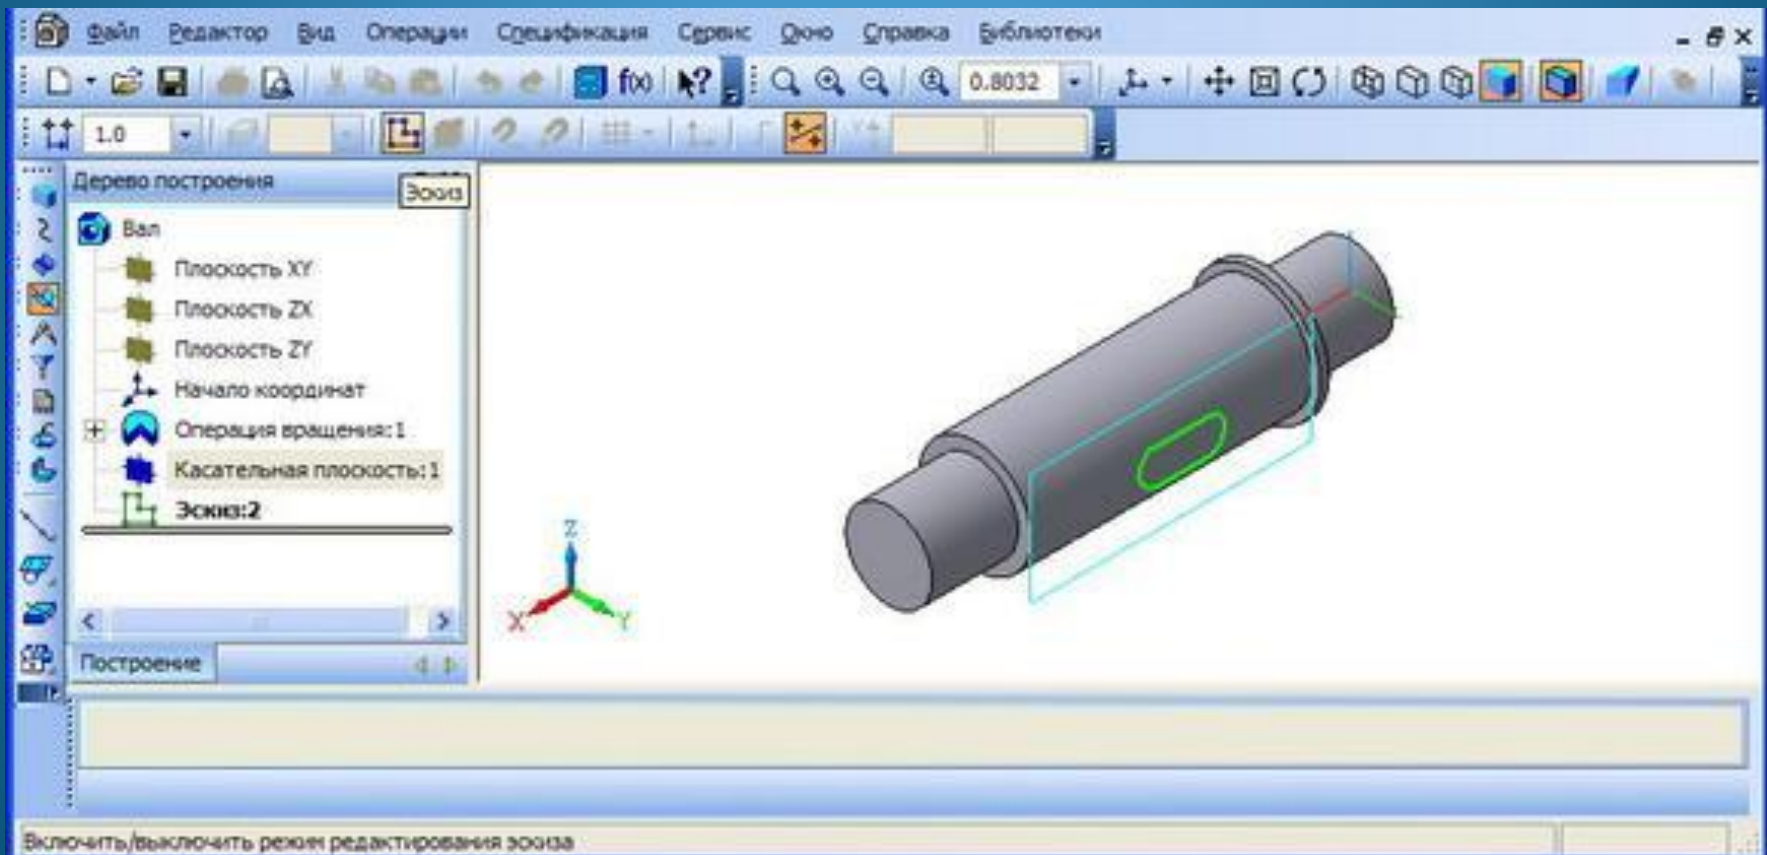 Файл Редактор Вид Операции Спецификация Сервис Окно Справка Библиотеки
f(x) 0.8032
1.0
Дерево построения
Эскиз
Вал
Плоскость XY
Плоскость ZX
Плоскость ZY
Начало координат
Операция вращения:1
Касательная плоскость:1
Эскиз:2
Z
X
Y
Построение
Включить/выключить режим редактирования эскиза